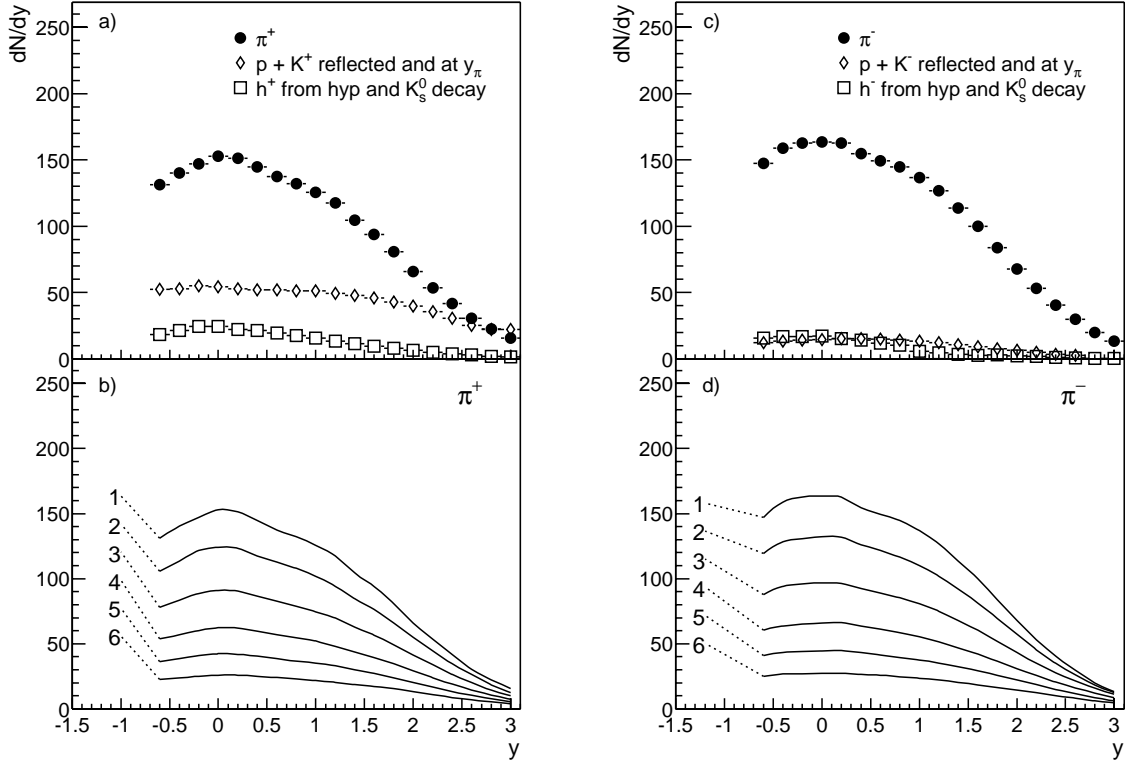 dN/dy
a)
π⁺
p + K⁺ reflected and at y_π
h⁺ from hyp and K⁰_s decay
250
200
150
100
50
0
b)
π⁺
250
200
150
100
50
0
1
2
3
4
5
6
-1.5 -1 -0.5 0 0.5 1 1.5 2 2.5 3
y
dN/dy
c)
π⁻
p + K⁻ reflected and at y_π
h⁻ from hyp and K⁰_s decay
250
200
150
100
50
0
d)
π⁻
250
200
150
100
50
0
1
2
3
4
5
6
-1.5 -1 -0.5 0 0.5 1 1.5 2 2.5 3
y